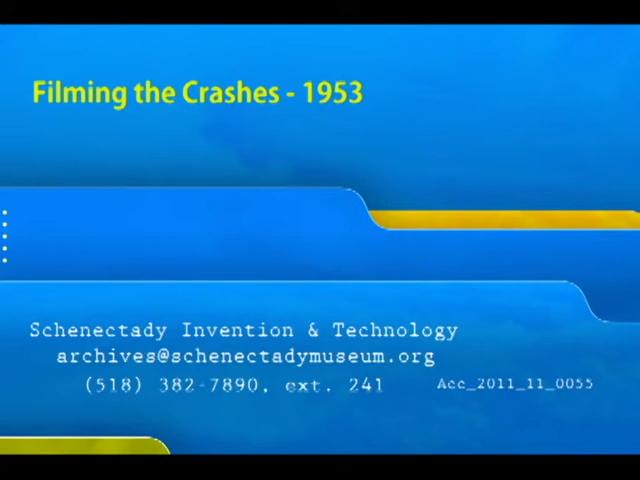 Filming the Crashes - 1953
Schenectady Invention & Technology
archives@schenectadymuseum.org
(518) 382-7890, ext. 241
Acc_2011_11_0055